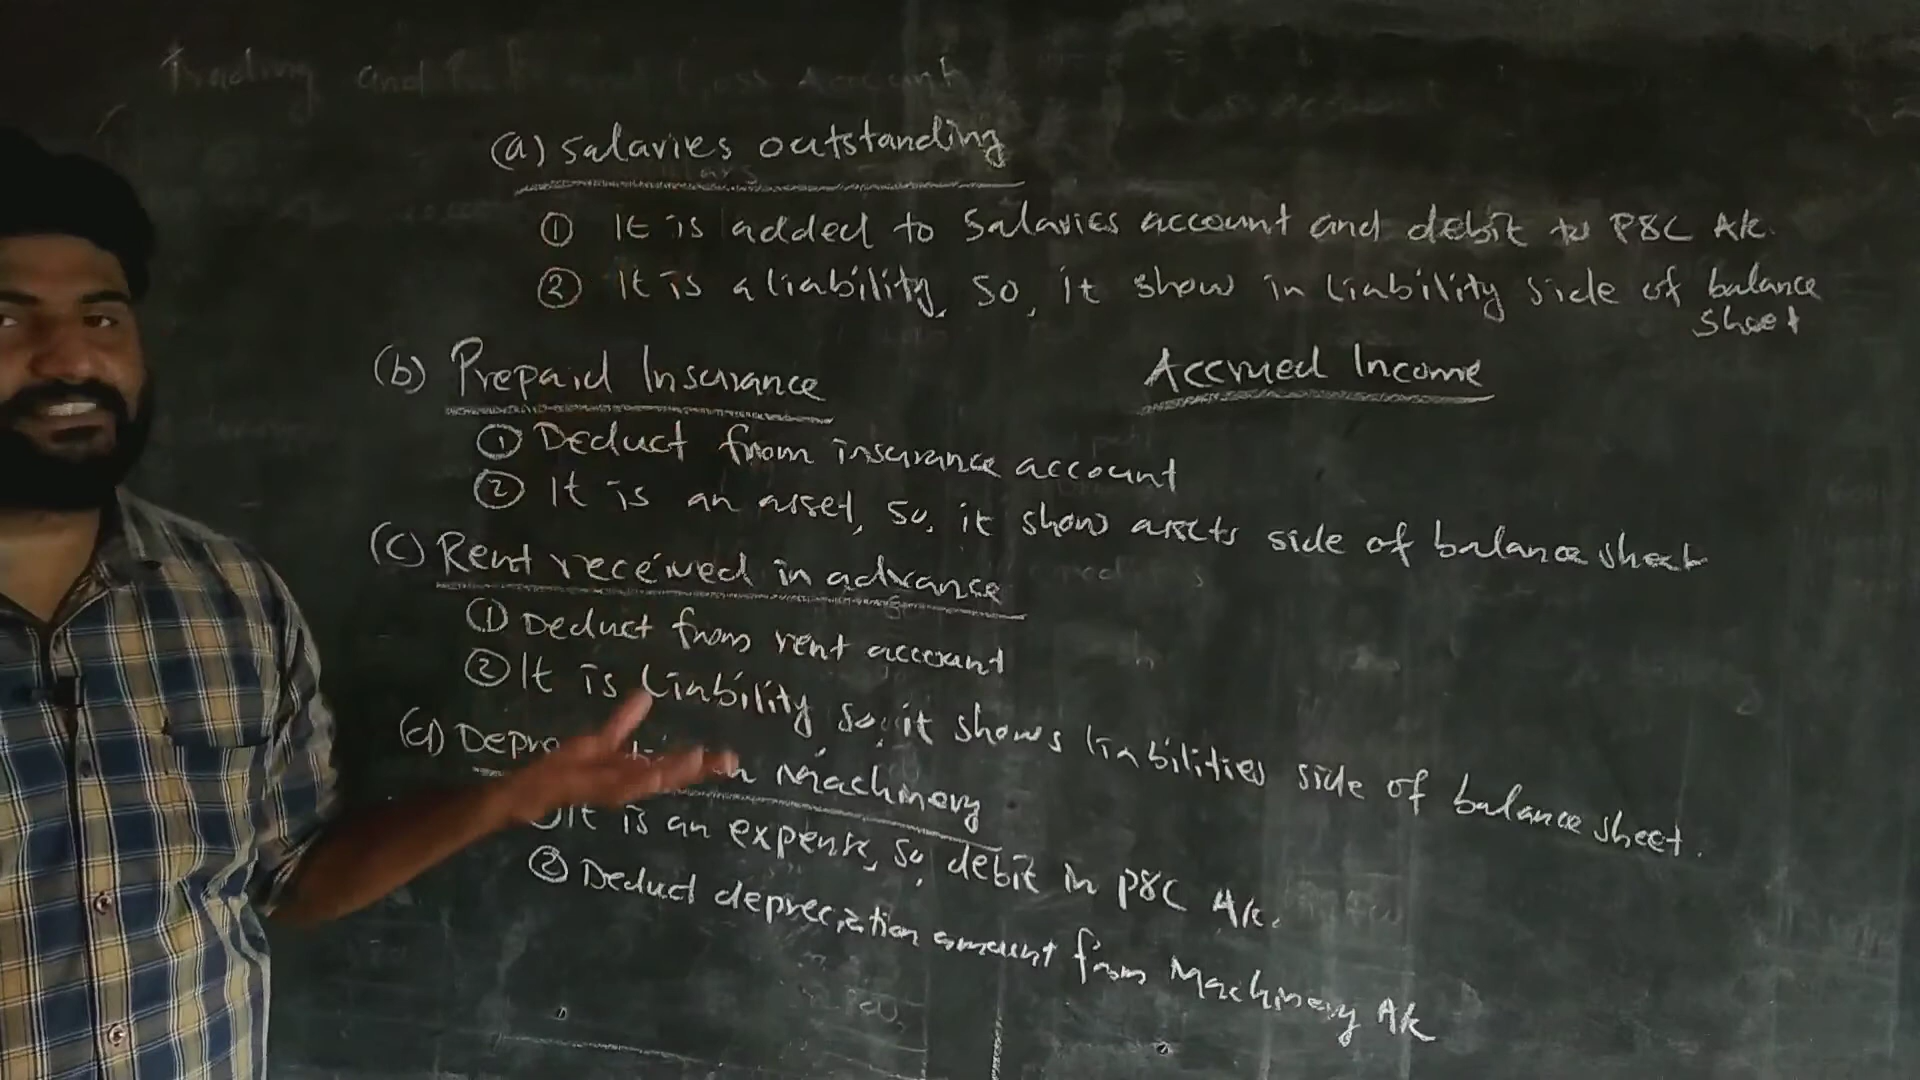 Trading and Account
(a) Salaries outstanding
① It is added to Salaries account and debit to P&L A/c.
② It is a liability, so, it show in liability side of balance sheet
(b) Prepaid Insurance
① Deduct from insurance account
② It is an asset, so, it show assets side of balance sheet
Accrued Income
(c) Rent received in advance
① Deduct from rent account
② It is liability so, it shows liabilities side of balance sheet.
(d) Machinery
It is an expense, so, debit in P&L A/c.
② Deduct depreciation amount from Machinery A/c